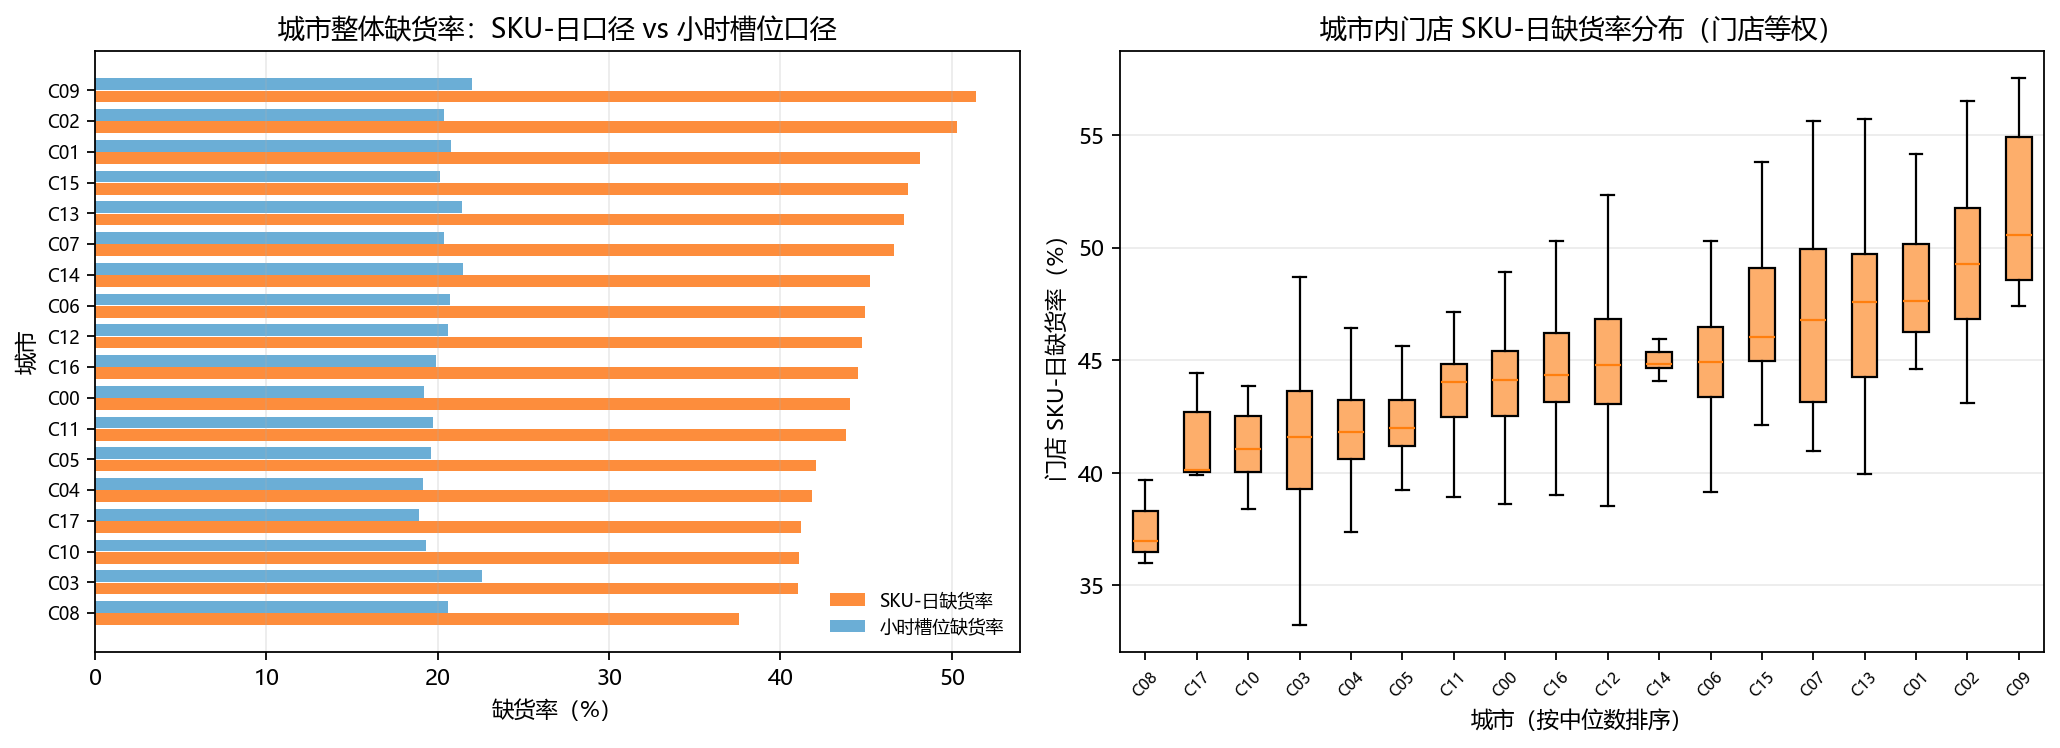 城市整体缺货率：SKU-日口径 vs 小时槽位口径
城市
C09
C02
C01
C15
C13
C07
C14
C06
C12
C16
C00
C11
C05
C04
C17
C10
C03
C08
SKU-日缺货率
小时槽位缺货率
0 10 20 30 40 50
缺货率（%）
城市内门店 SKU-日缺货率分布（门店等权）
门店 SKU-日缺货率（%）
55
50
45
40
35
C08 C17 C10 C03 C04 C05 C11 C00 C16 C12 C14 C06 C15 C07 C13 C01 C02 C09
城市（按中位数排序）